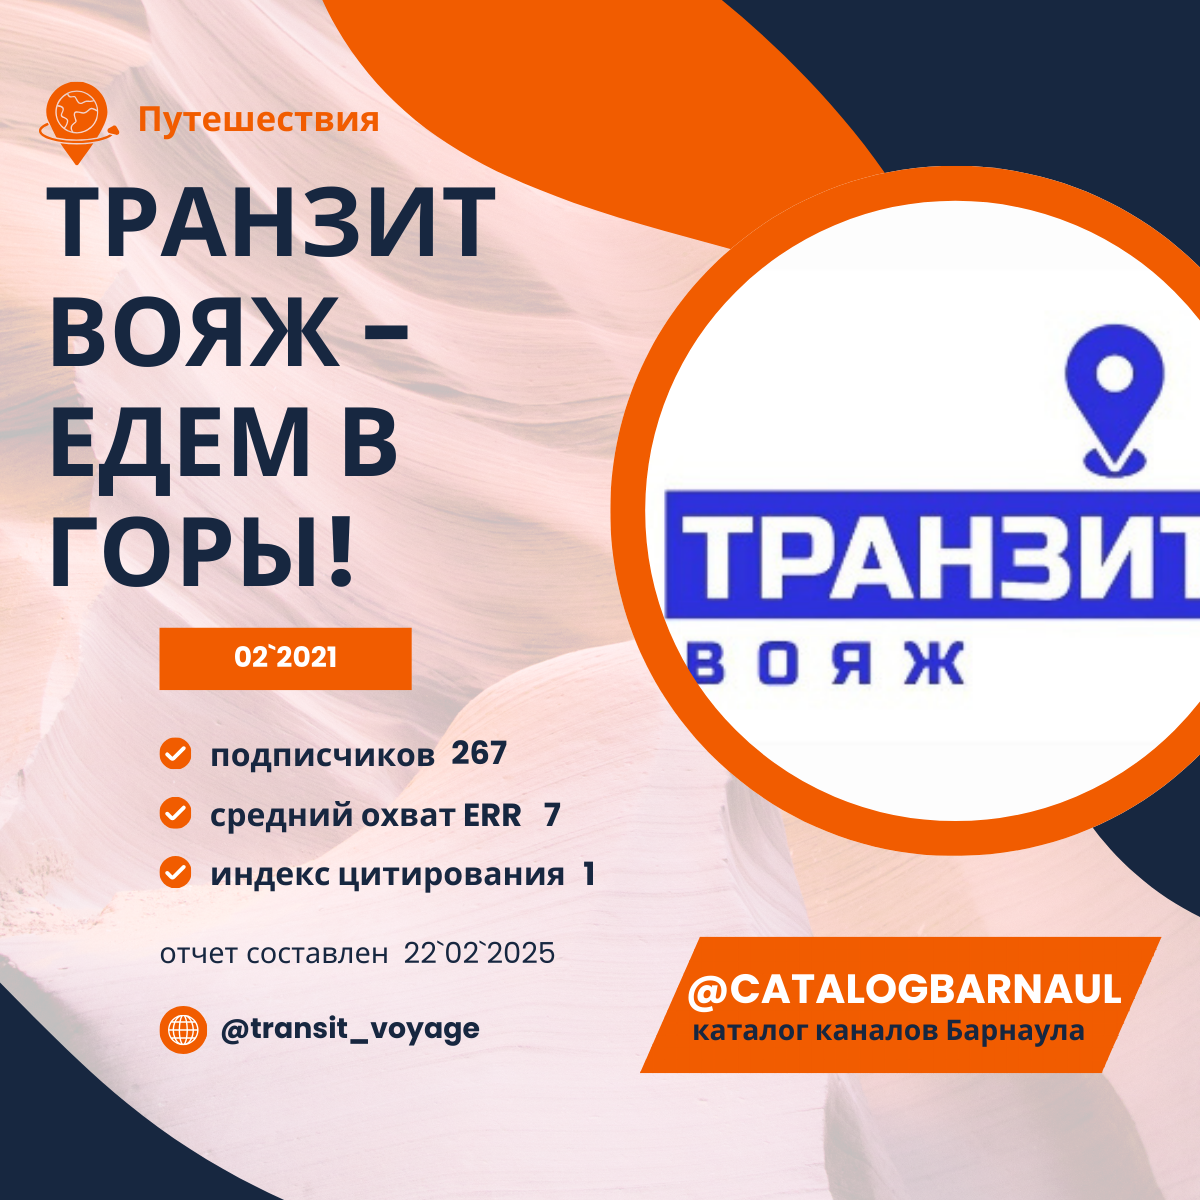 Путешествия
ТРАНЗИТ
ВОЯЖ –
ЕДЕМ В
ГОРЫ!
02`2021
подписчиков 267
средний охват ERR 7
индекс цитирования 1
отчет составлен 22`02`2025
@transit_voyage
ТРАНЗИТ
ВОЯЖ
@CATALOGBARNAUL
каталог каналов Барнаула